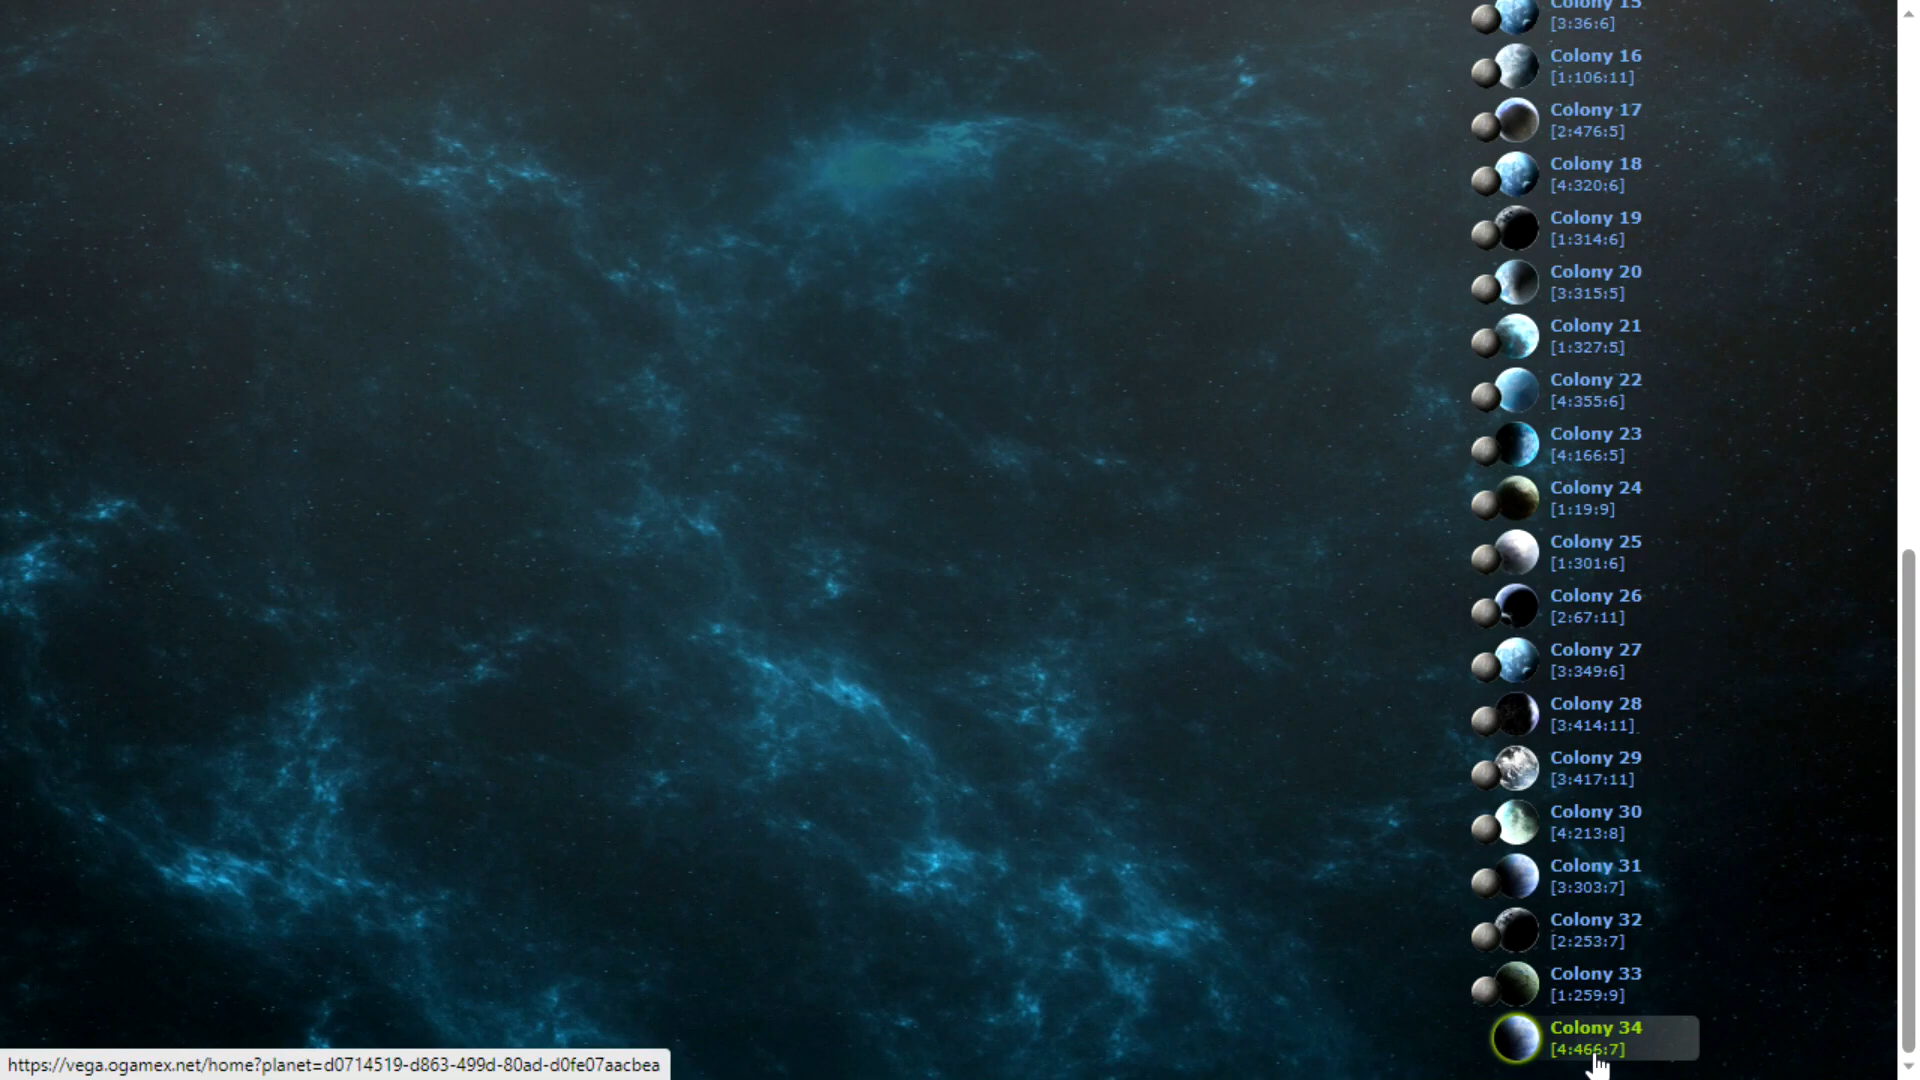 Colony 15
[3:36:6]
Colony 16
[1:106:11]
Colony 17
[2:476:5]
Colony 18
[4:320:6]
Colony 19
[1:314:6]
Colony 20
[3:315:5]
Colony 21
[1:327:5]
Colony 22
[4:355:6]
Colony 23
[4:166:5]
Colony 24
[1:19:9]
Colony 25
[1:301:6]
Colony 26
[2:67:11]
Colony 27
[3:349:6]
Colony 28
[3:414:11]
Colony 29
[3:417:11]
Colony 30
[4:213:8]
Colony 31
[3:303:7]
Colony 32
[2:253:7]
Colony 33
[1:259:9]
Colony 34
[4:466:7]
https://vega.ogamex.net/home?planet=d0714519-d863-499d-80ad-d0fe07aacbea